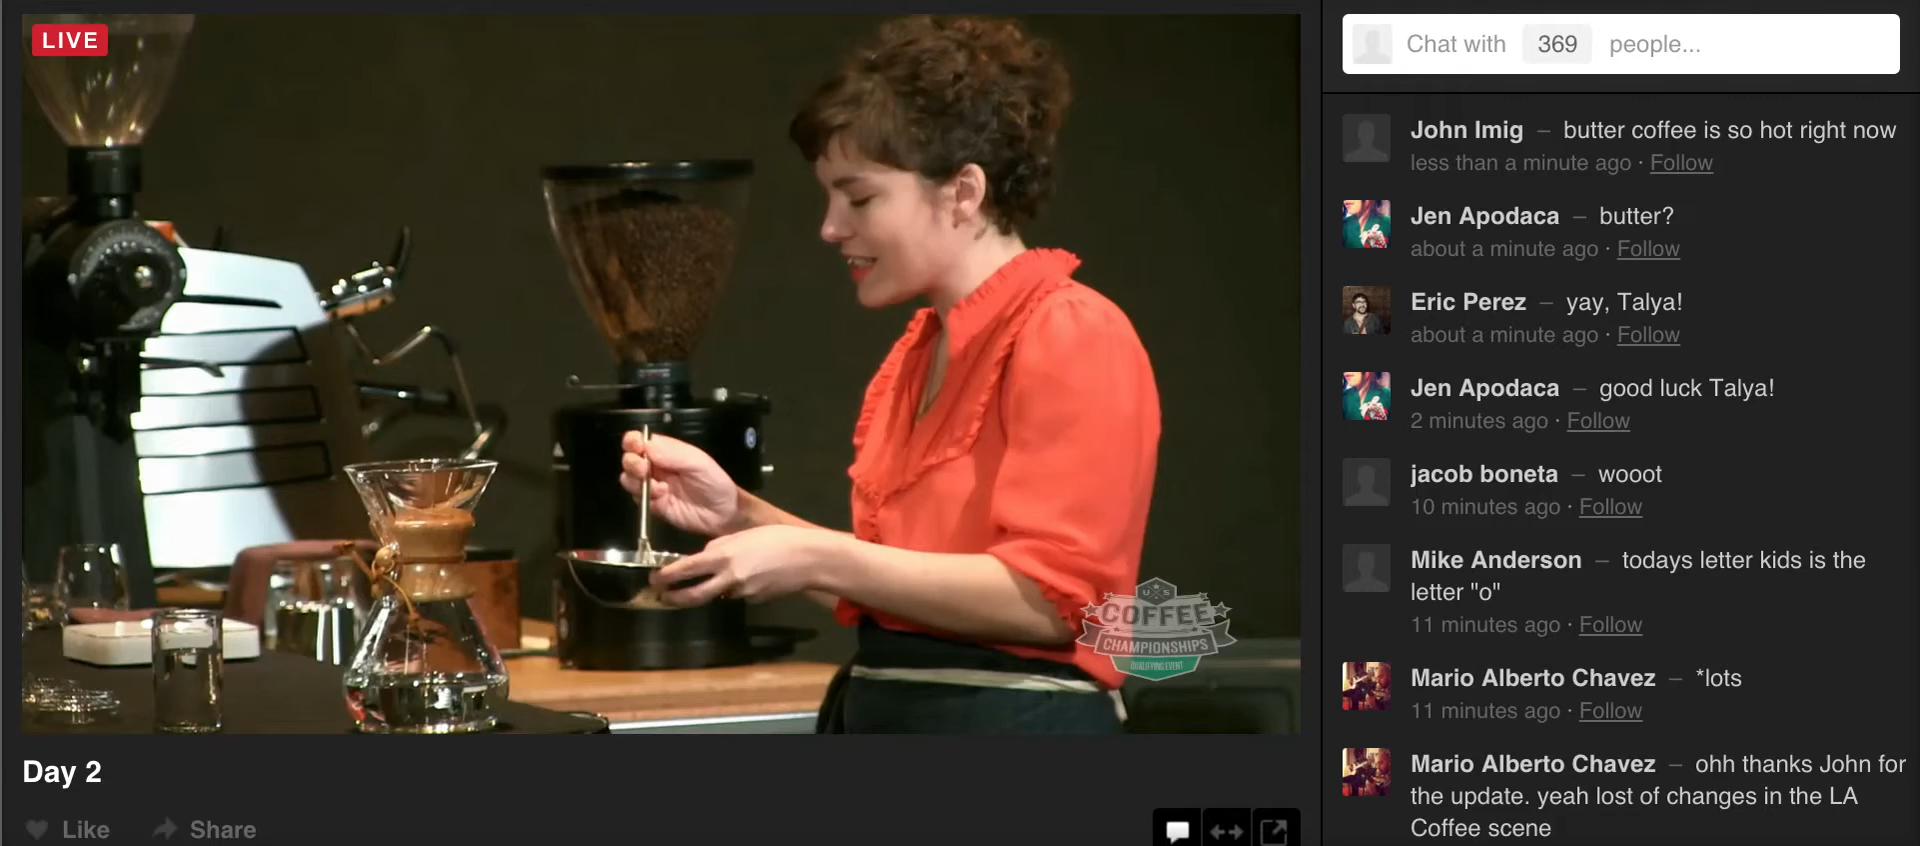 LIVE
U S
COFFEE
CHAMPIONSHIPS
QUALIFYING EVENT
Day 2
Like
Share
Chat with 369 people...
John Imig – butter coffee is so hot right now
less than a minute ago · Follow
Jen Apodaca – butter?
about a minute ago · Follow
Eric Perez – yay, Talya!
about a minute ago · Follow
Jen Apodaca – good luck Talya!
2 minutes ago · Follow
jacob boneta – wooot
10 minutes ago · Follow
Mike Anderson – todays letter kids is the
letter "o"
11 minutes ago · Follow
Mario Alberto Chavez – *lots
11 minutes ago · Follow
Mario Alberto Chavez – ohh thanks John for
the update. yeah lost of changes in the LA
Coffee scene